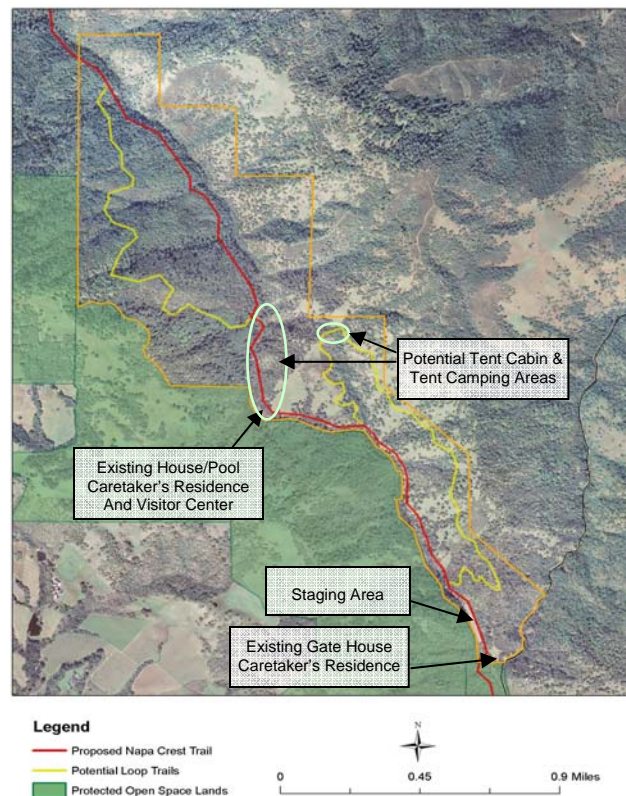 Potential Tent Cabin &
Tent Camping Areas
Existing House/Pool
Caretaker's Residence
And Visitor Center
Staging Area
Existing Gate House
Caretaker's Residence
Legend
Proposed Napa Crest Trail
Potential Loop Trails
Protected Open Space Lands
N
0 0.45 0.9 Miles